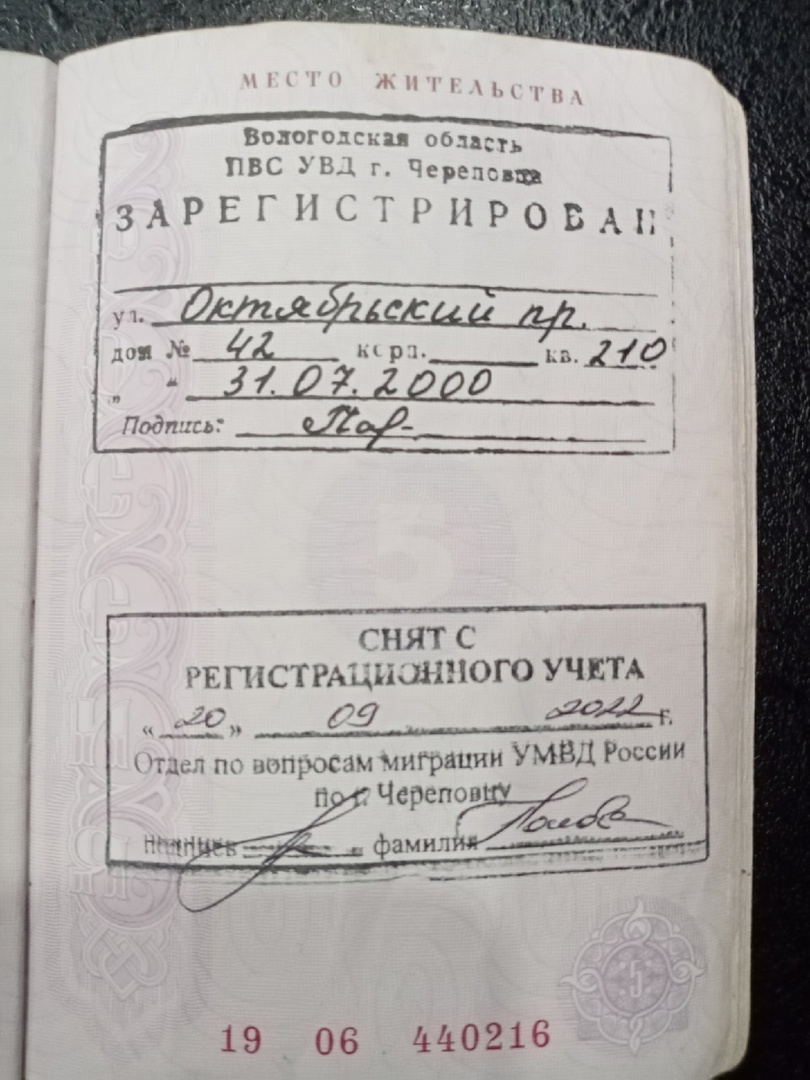 МЕСТО ЖИТЕЛЬСТВА
Вологодская область
ПВС УВД г. Череповца
ЗАРЕГИСТРИРОВАН
ул. Октябрьский пр.
дом № 42 корп. кв. 210
„ “ 31.07.2000
Подпись:
СНЯТ С
РЕГИСТРАЦИОННОГО УЧЕТА
« 20 » 09 2022 г.
Отдел по вопросам миграции УМВД России
по г. Череповцу
фамилия
5
19 06 440216